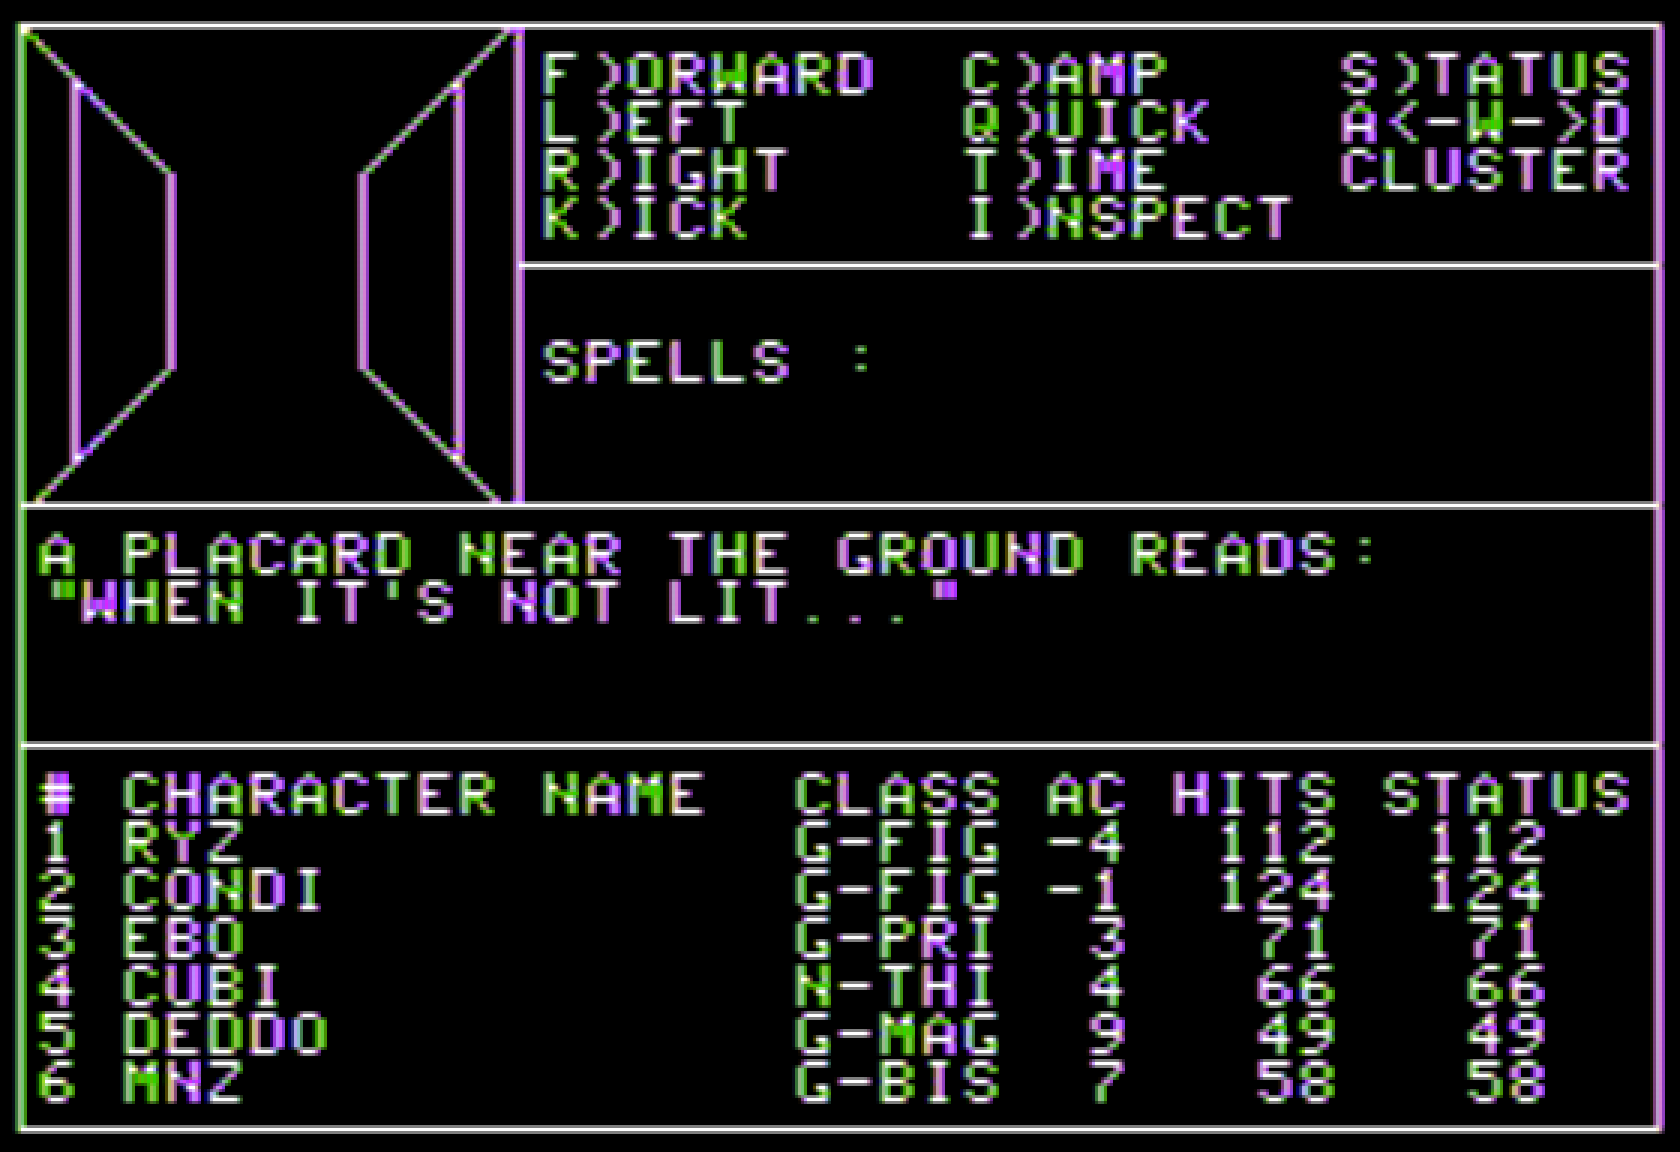 F)ORWARD C)AMP S)TATUS
L)EFT Q)UICK A<-W->D
R)IGHT T)IME CLUSTER
K)ICK I)NSPECT
SPELLS :
A PLACARD NEAR THE GROUND READS:
"WHEN IT'S NOT LIT..."
# CHARACTER NAME CLASS AC HITS STATUS
1 RYZ G-FIG -4 112 112
2 CONDI G-FIG -1 124 124
3 EBO G-PRI 3 71 71
4 CUBI N-THI 4 66 66
5 DEDDO G-MAG 9 49 49
6 MNZ G-BIS 7 58 58